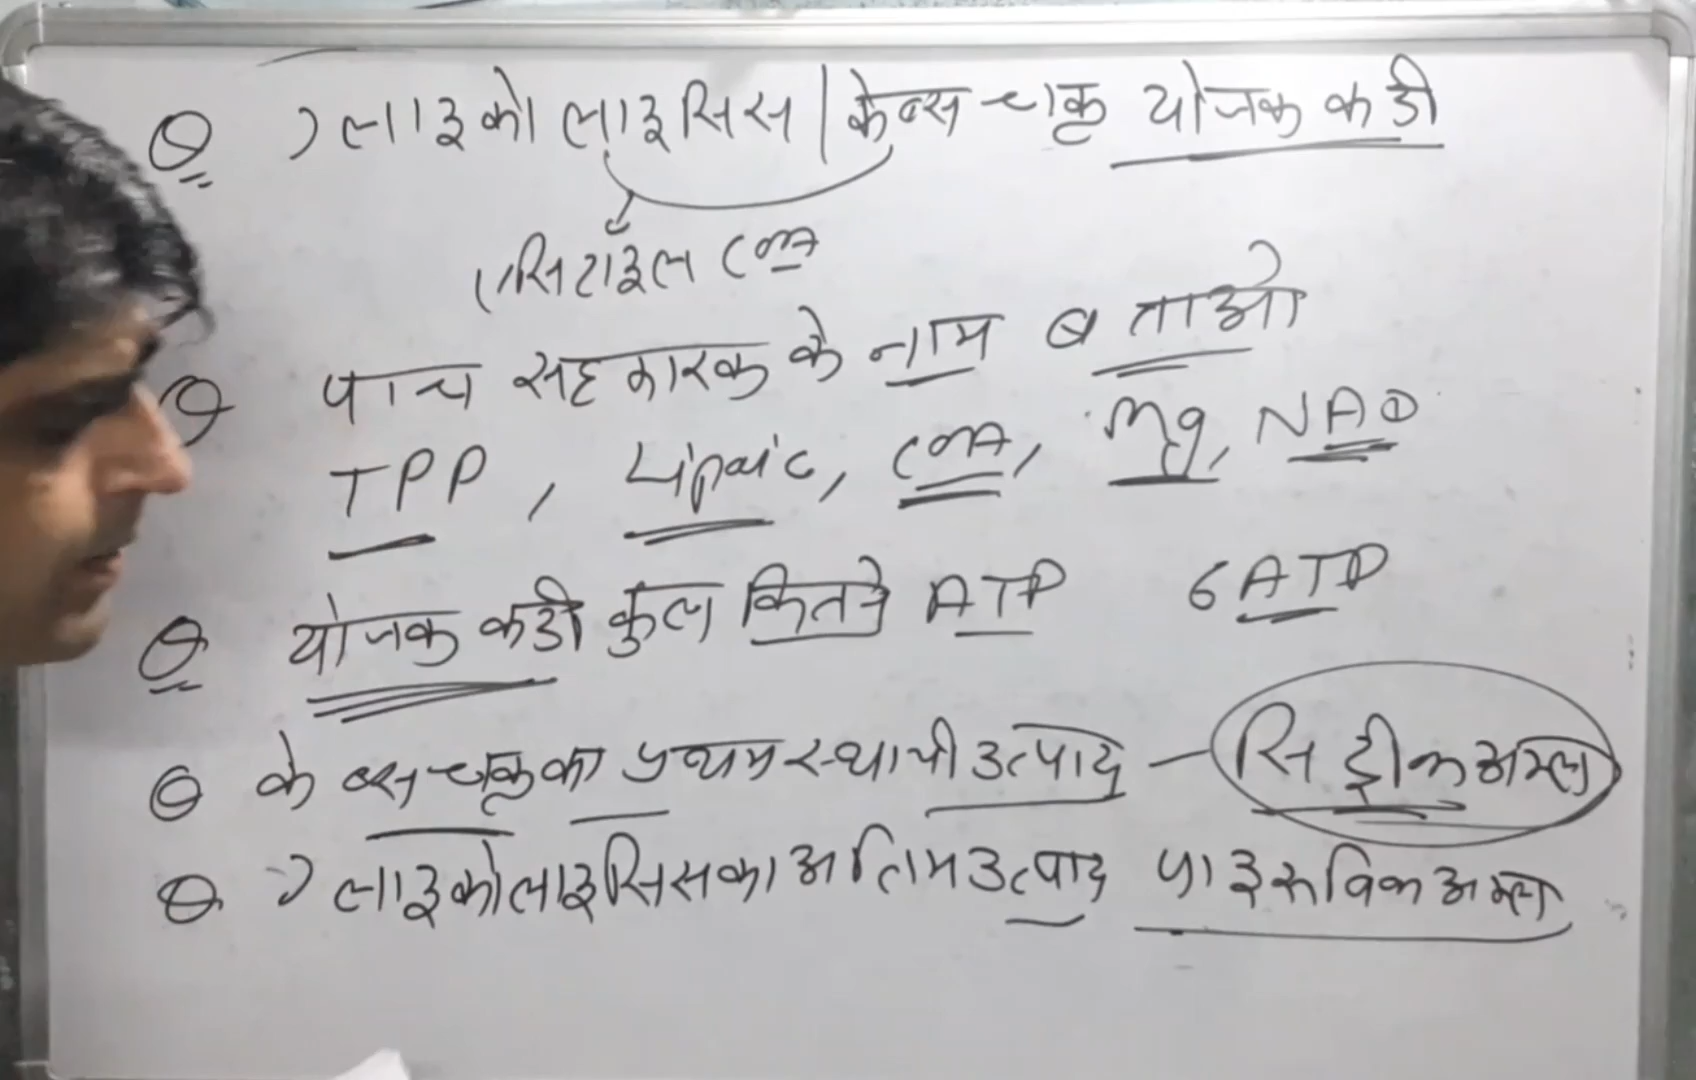 Q ग्लाइकोलाइसिस | क्रेब्स चक्र योजक कडी
एसिटाइल COA
Q पाच सहकारक के नाम बताओ
TPP, Lipoic, COA, Mg, NAD
Q योजक कडी कुल कितने ATP 6 ATP
Q केब्स चक्र का प्रथम स्थायी उत्पाद - सिट्रीक अम्ल
Q ग्लाइकोलाइसिस का अतिम उत्पाद पाइरूविक अम्ल